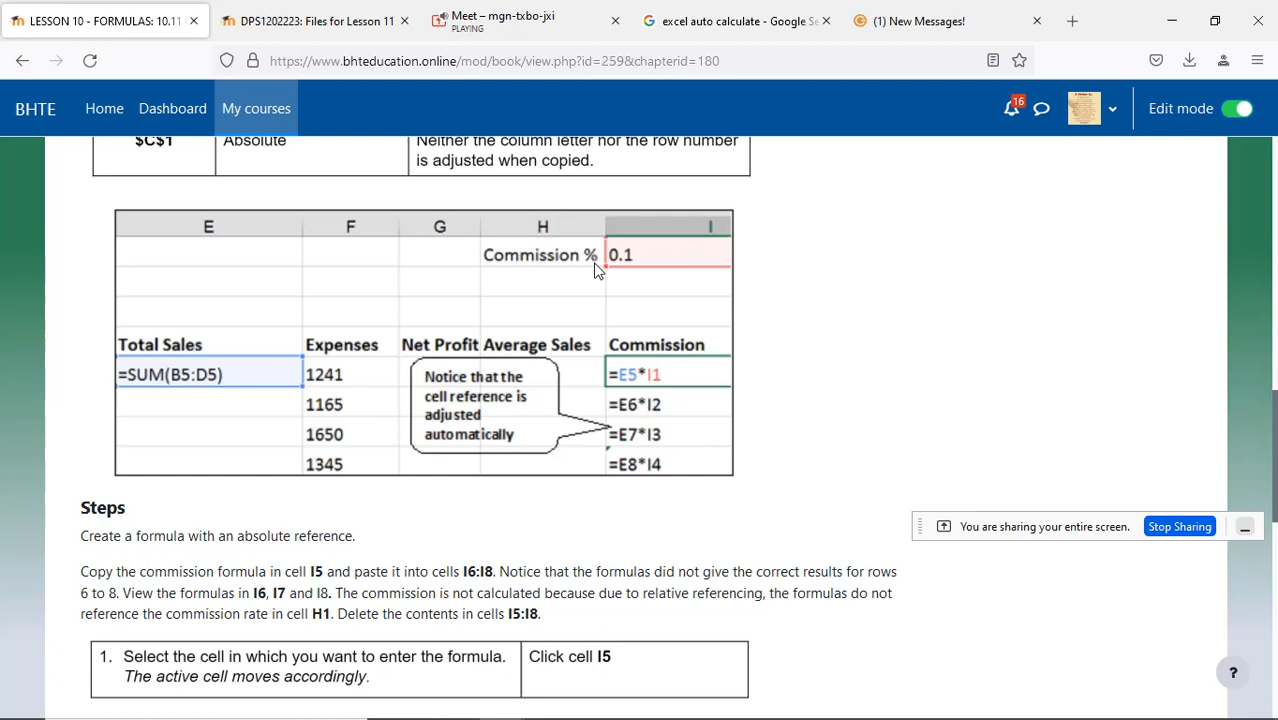 LESSON 10 - FORMULAS: 10.11
DPS1202223: Files for Lesson 11
Meet – mgn-txbo-jxi
PLAYING
excel auto calculate - Google Se
(1) New Messages!
https://www.bhteducation.online/mod/book/view.php?id=259&chapterid=180
BHTE
Home
Dashboard
My courses
16
Edit mode
$C$1
Absolute
Neither the column letter nor the row number
is adjusted when copied.
E F G H I
Commission % 0.1
Total Sales Expenses Net Profit Average Sales Commission
=SUM(B5:D5) 1241 =E5*I1
1165 =E6*I2
1650 =E7*I3
1345 =E8*I4
Notice that the
cell reference is
adjusted
automatically
Steps
You are sharing your entire screen. Stop Sharing
Create a formula with an absolute reference.
Copy the commission formula in cell I5 and paste it into cells I6:I8. Notice that the formulas did not give the correct results for rows
6 to 8. View the formulas in I6, I7 and I8. The commission is not calculated because due to relative referencing, the formulas do not
reference the commission rate in cell H1. Delete the contents in cells I5:I8.
1. Select the cell in which you want to enter the formula.
The active cell moves accordingly.
Click cell I5
?